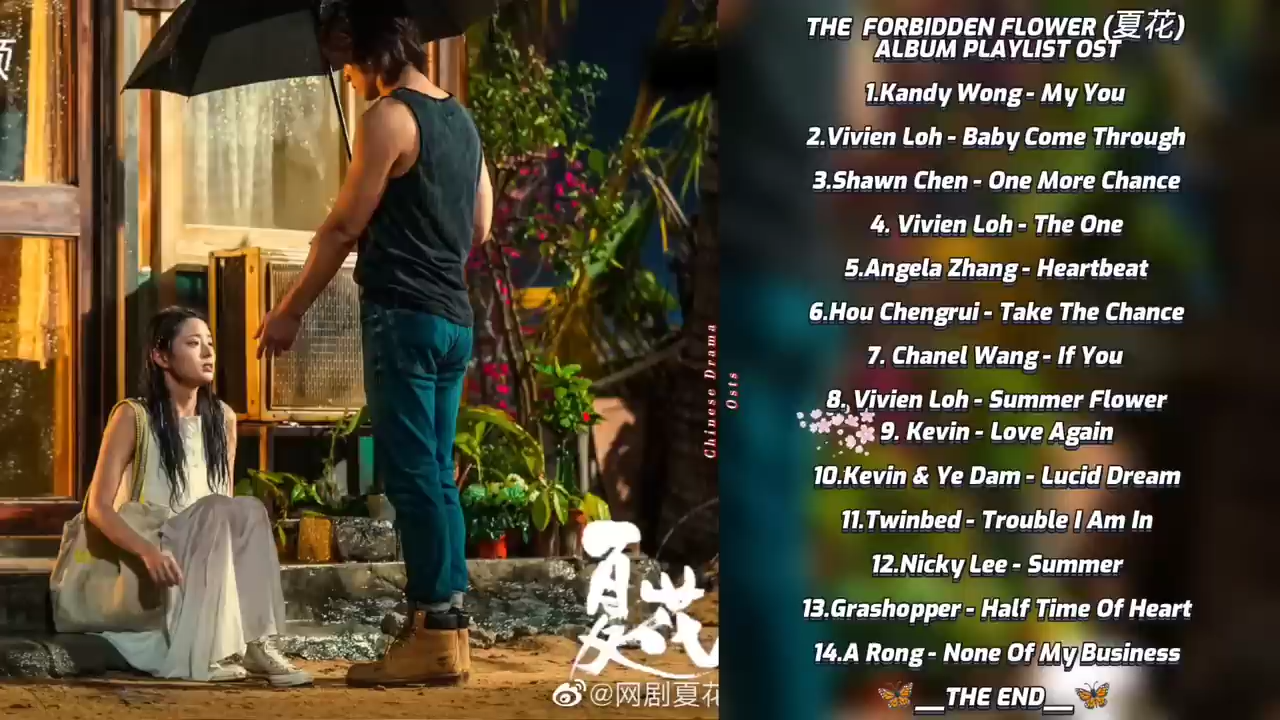 THE FORBIDDEN FLOWER (夏花)
ALBUM PLAYLIST OST
1.Kandy Wong - My You
2.Vivien Loh - Baby Come Through
3.Shawn Chen - One More Chance
4. Vivien Loh - The One
5.Angela Zhang - Heartbeat
6.Hou Chengrui - Take The Chance
7. Chanel Wang - If You
8. Vivien Loh - Summer Flower
9. Kevin - Love Again
10.Kevin & Ye Dam - Lucid Dream
11.Twinbed - Trouble I Am In
12.Nicky Lee - Summer
13.Grashopper - Half Time Of Heart
14.A Rong - None Of My Business
__THE END__
Chinese Drama
Osts
夏花
@网剧夏花